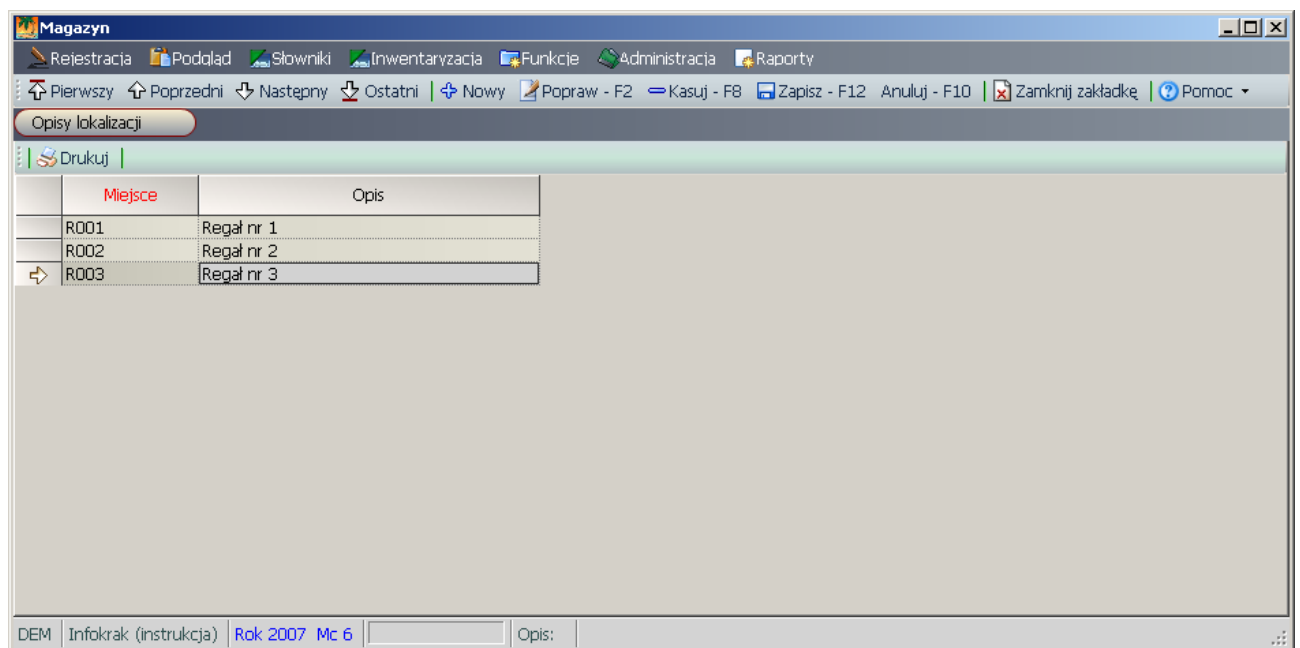 Magazyn
Rejestracja Podgląd Słowniki Inwentaryzacja Funkcje Administracja Raporty
Pierwszy Poprzedni Następny Ostatni Nowy Popraw - F2 Kasuj - F8 Zapisz - F12 Anuluj - F10 Zamknij zakładkę Pomoc
Opisy lokalizacji
Drukuj
Miejsce Opis
R001 Regał nr 1
R002 Regał nr 2
R003 Regał nr 3
DEM Infokrak (instrukcja) Rok 2007 Mc 6 Opis: